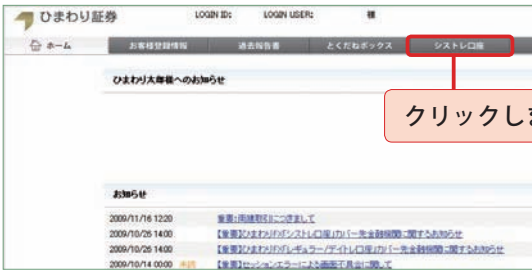 ひまわり証券 LOGIN ID: LOGIN USER: 様
ホーム お客様登録情報 過去報告書 とくだねボックス シストレ口座
ひまわり太郎様へのお知らせ
クリックしま
お知らせ
2009/11/16 12:20 重要:両建取引につきまして
2009/10/26 14:00 【重要】ひまわりFX「シストレ口座」カバー先金融機関に関するお知らせ
2009/10/26 14:00 【重要】ひまわりFX「レギュラー/デイトレ口座」カバー先金融機関に関するお知らせ
2009/10/14 00:00 未読 【重要】セッションエラーによる画面不具合に関して